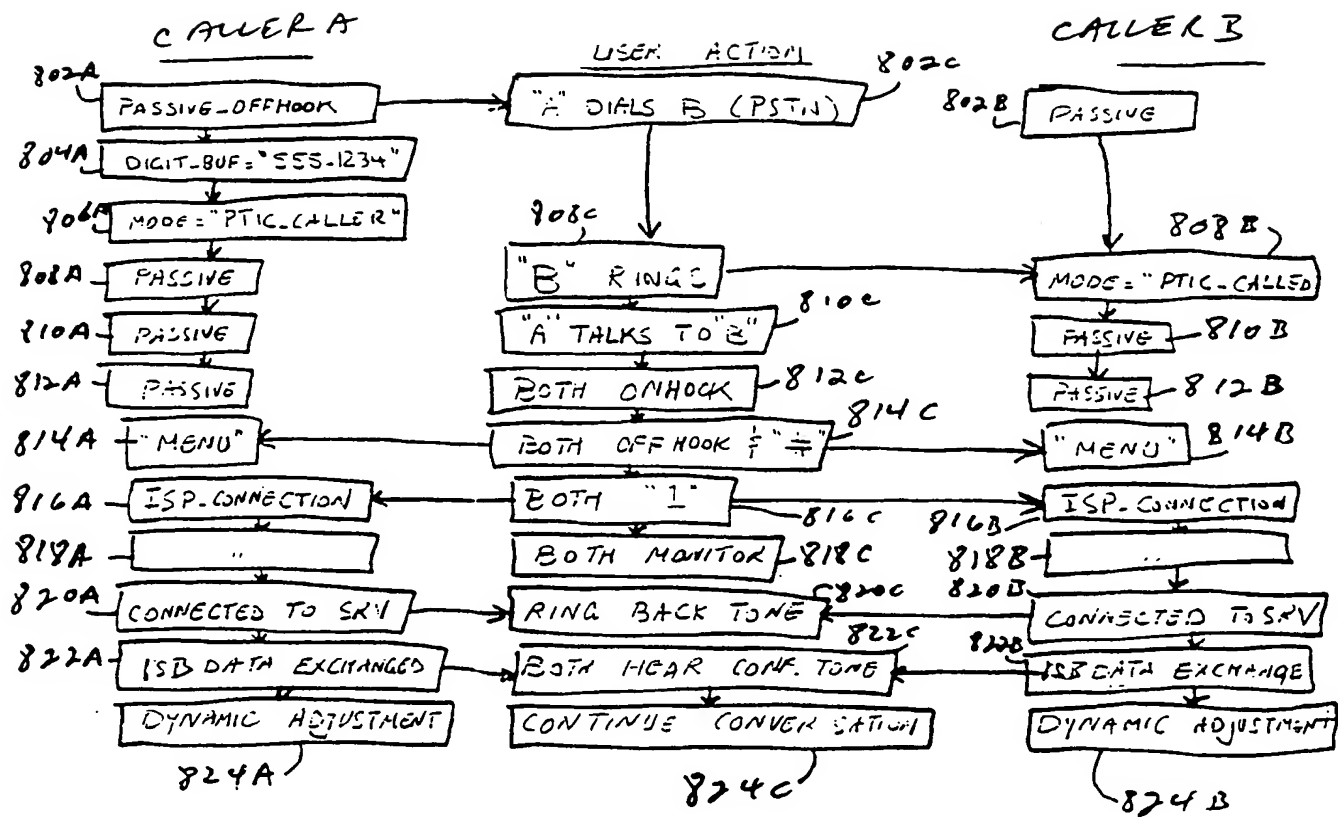 CALLER A
USER ACTION
CALLER B
802A
PASSIVE_OFFHOOK
"A" DIALS B (PSTN)
802C
802B
PASSIVE
804A
DIGIT_BUF="555-1234"
806A
MODE="PTIC_CALLER"
808A
PASSIVE
808C
"B" RINGS
808B
MODE="PTIC_CALLED
810A
PASSIVE
"A" TALKS TO "B"
810C
PASSIVE
810B
812A
PASSIVE
BOTH ONHOOK
812C
PASSIVE
812B
814A
"MENU"
BOTH OFFHOOK & "#"
814C
"MENU"
814B
816A
ISP_CONNECTION
BOTH "1"
816C
816B
ISP_CONNECTION
818A
..
BOTH MONITOR
818C
818B
..
820A
CONNECTED TO SRV
RING BACK TONE
820C
820B
CONNECTED TO SRV
822A
ISB DATA EXCHANGED
BOTH HEAR CONF. TONE
822C
822B
ISB DATA EXCHANGE
DYNAMIC ADJUSTMENT
824A
CONTINUE CONVERSATION
824C
DYNAMIC ADJUSTMENT
824B